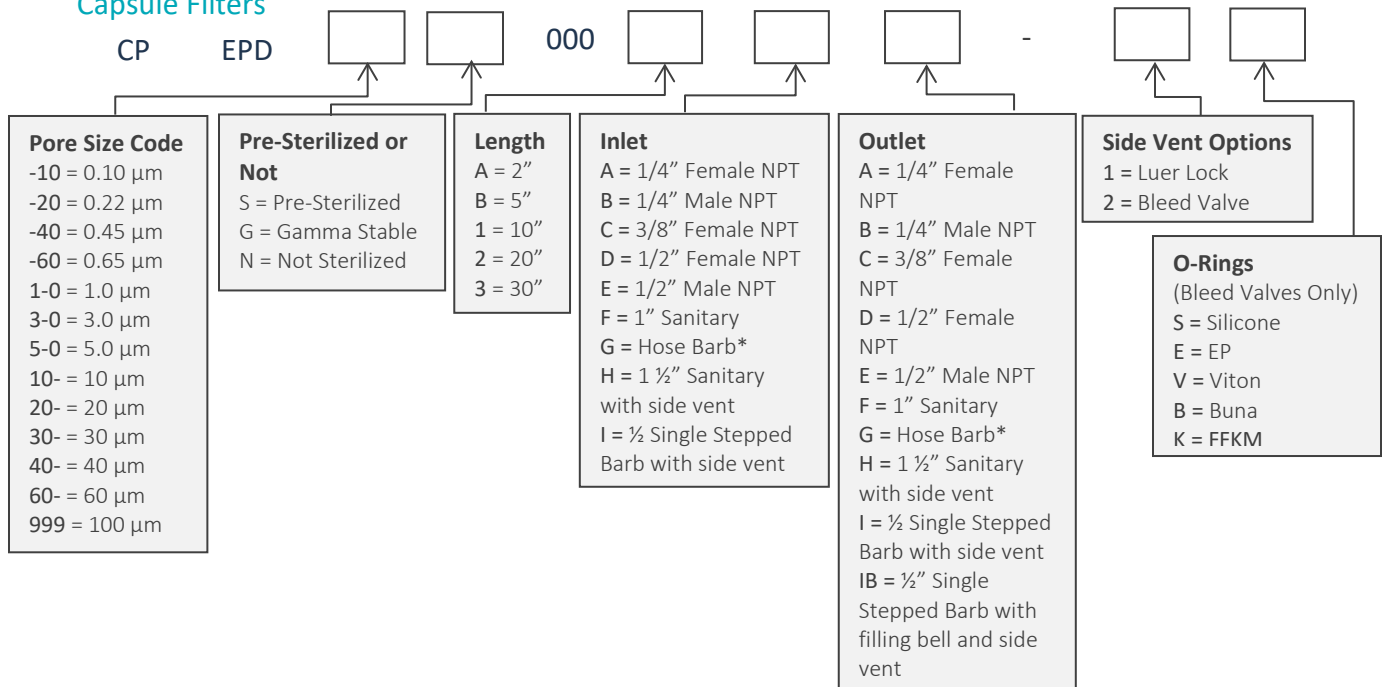 Capsule Filters
CP EPD 000 -
Pore Size Code
-10 = 0.10 µm
-20 = 0.22 µm
-40 = 0.45 µm
-60 = 0.65 µm
1-0 = 1.0 µm
3-0 = 3.0 µm
5-0 = 5.0 µm
10- = 10 µm
20- = 20 µm
30- = 30 µm
40- = 40 µm
60- = 60 µm
999 = 100 µm
Pre-Sterilized or
Not
S = Pre-Sterilized
G = Gamma Stable
N = Not Sterilized
Length
A = 2”
B = 5”
1 = 10”
2 = 20”
3 = 30”
Inlet
A = 1/4” Female NPT
B = 1/4” Male NPT
C = 3/8” Female NPT
D = 1/2” Female NPT
E = 1/2” Male NPT
F = 1” Sanitary
G = Hose Barb*
H = 1 ½” Sanitary
with side vent
I = ½ Single Stepped
Barb with side vent
Outlet
A = 1/4” Female
NPT
B = 1/4” Male NPT
C = 3/8” Female
NPT
D = 1/2” Female
NPT
E = 1/2” Male NPT
F = 1” Sanitary
G = Hose Barb*
H = 1 ½” Sanitary
with side vent
I = ½ Single Stepped
Barb with side vent
IB = ½” Single
Stepped Barb with
filling bell and side
vent
Side Vent Options
1 = Luer Lock
2 = Bleed Valve
O-Rings
(Bleed Valves Only)
S = Silicone
E = EP
V = Viton
B = Buna
K = FFKM